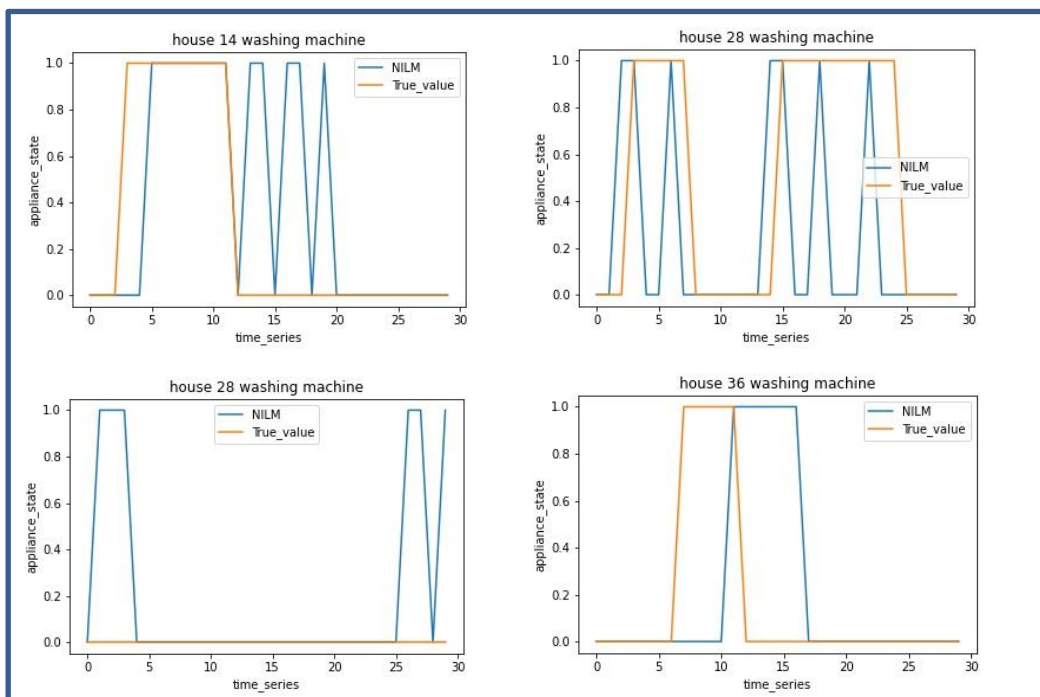 house 14 washing machine
1.0
0.8
0.6
0.4
0.2
0.0
appliance_state
NILM
True_value
0 5 10 15 20 25 30
time_series
house 28 washing machine
1.0
0.8
0.6
0.4
0.2
0.0
appliance_state
NILM
True_value
0 5 10 15 20 25 30
time_series
house 28 washing machine
1.0
0.8
0.6
0.4
0.2
0.0
appliance_state
NILM
True_value
0 5 10 15 20 25 30
time_series
house 36 washing machine
1.0
0.8
0.6
0.4
0.2
0.0
appliance_state
NILM
True_value
0 5 10 15 20 25 30
time_series